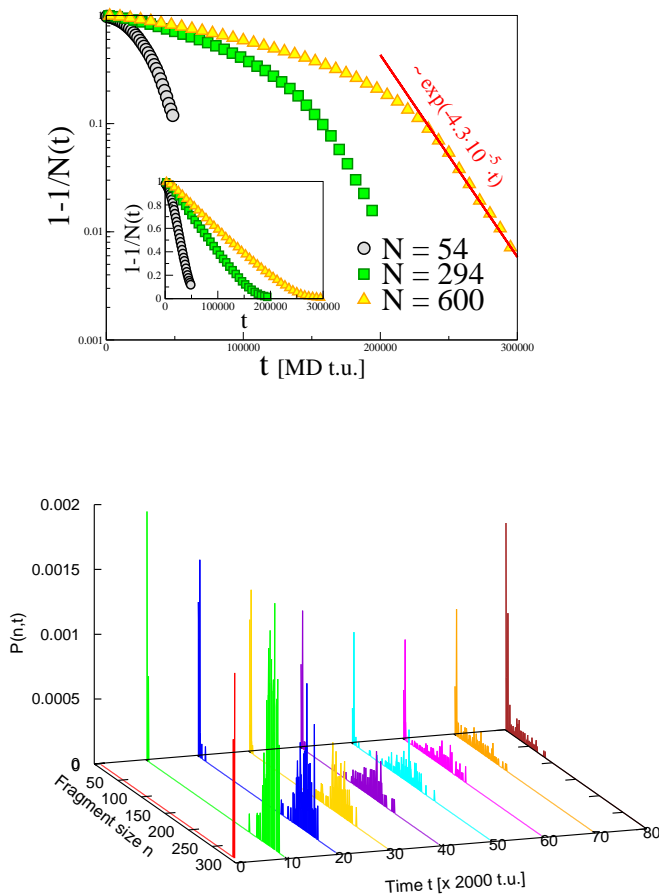 1-1/N(t)
0.1
0.01
0.001
~ exp(-4.3·10⁻⁵·t)
1-1/N(t)
1
0.8
0.6
0.4
0.2
0
0 100000 200000 300000
t
N = 54
N = 294
N = 600
0 100000 200000 300000
t [MD t.u.]
0.002
0.0015
0.001
0.0005
0
P(n,t)
0 50 100 150 200 250 300
Fragment size n
0 10 20 30 40 50 60 70 80
Time t [x 2000 t.u.]